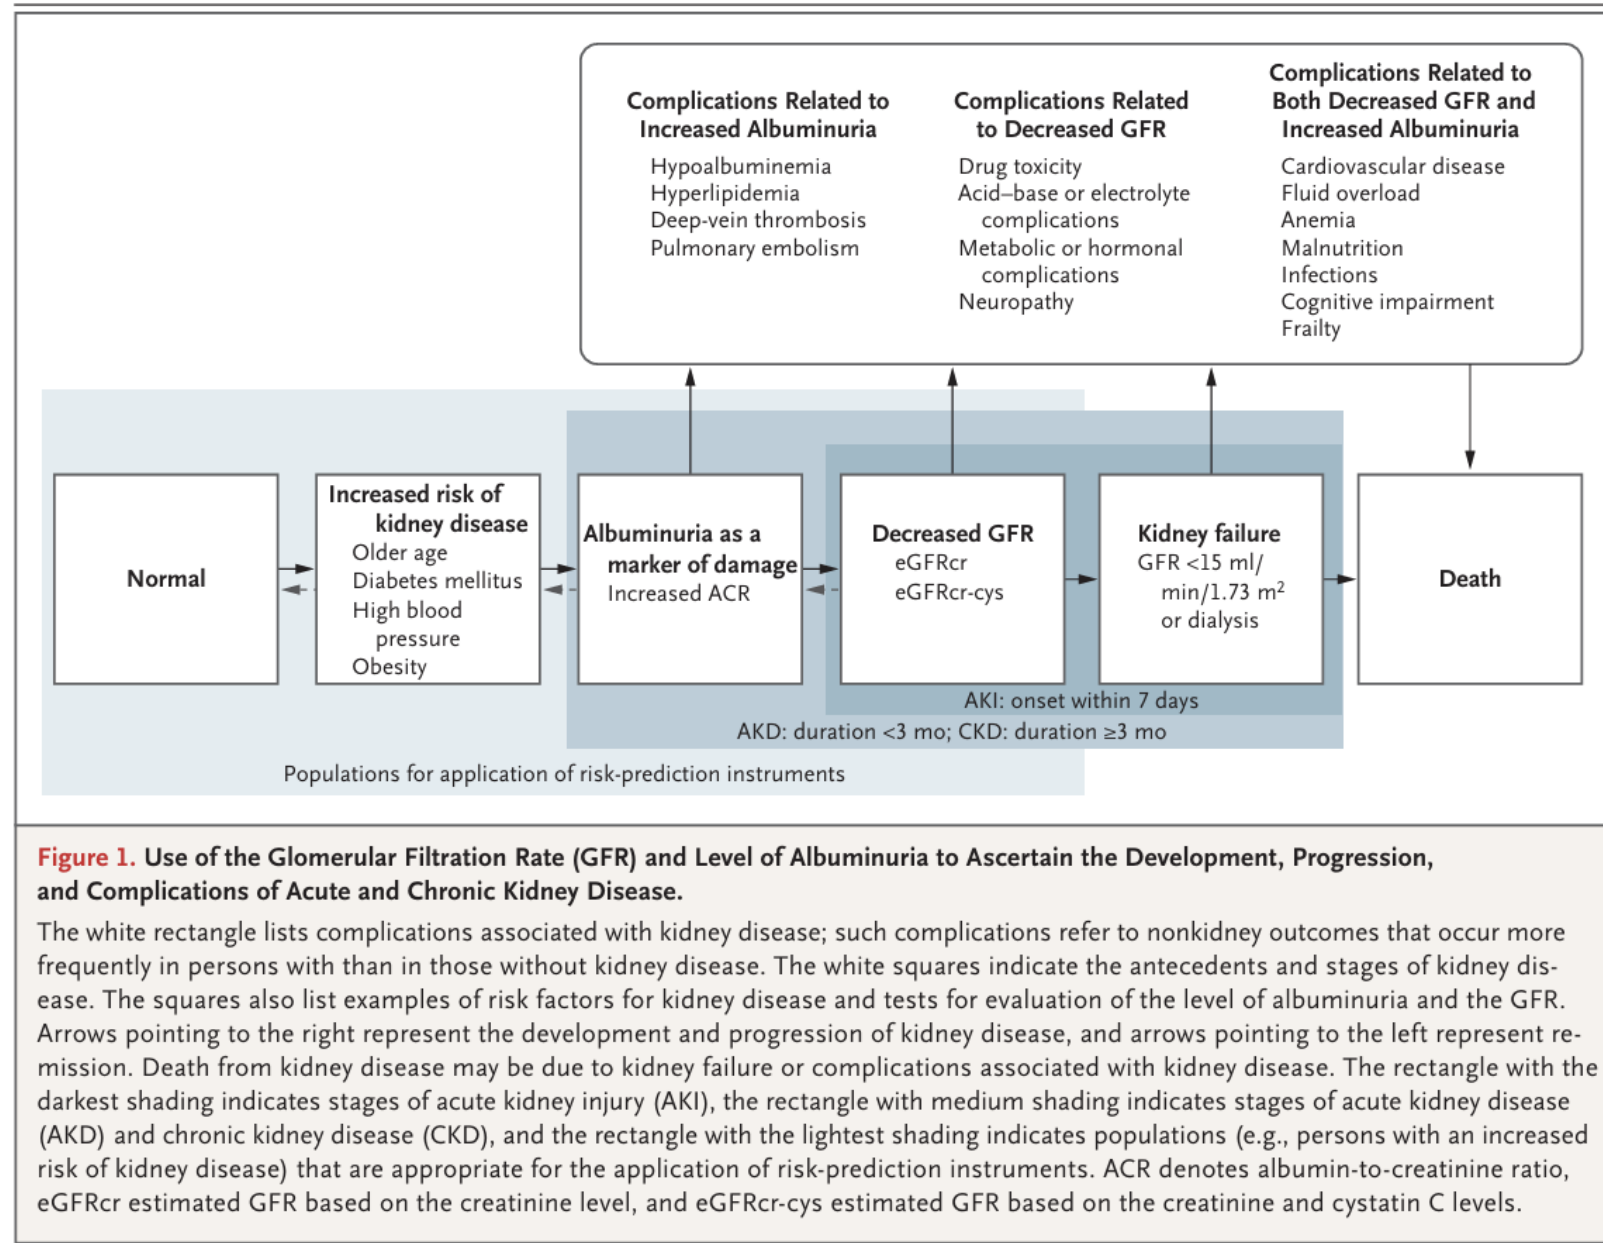 Complications Related to
Increased Albuminuria
Hypoalbuminemia
Hyperlipidemia
Deep-vein thrombosis
Pulmonary embolism
Complications Related
to Decreased GFR
Drug toxicity
Acid–base or electrolyte
complications
Metabolic or hormonal
complications
Neuropathy
Complications Related to
Both Decreased GFR and
Increased Albuminuria
Cardiovascular disease
Fluid overload
Anemia
Malnutrition
Infections
Cognitive impairment
Frailty
Normal
Increased risk of
kidney disease
Older age
Diabetes mellitus
High blood
pressure
Obesity
Albuminuria as a
marker of damage
Increased ACR
Decreased GFR
eGFRcr
eGFRcr-cys
Kidney failure
GFR <15 ml/
min/1.73 m²
or dialysis
Death
AKI: onset within 7 days
AKD: duration <3 mo; CKD: duration ≥3 mo
Populations for application of risk-prediction instruments
Figure 1. Use of the Glomerular Filtration Rate (GFR) and Level of Albuminuria to Ascertain the Development, Progression,
and Complications of Acute and Chronic Kidney Disease.
The white rectangle lists complications associated with kidney disease; such complications refer to nonkidney outcomes that occur more
frequently in persons with than in those without kidney disease. The white squares indicate the antecedents and stages of kidney dis-
ease. The squares also list examples of risk factors for kidney disease and tests for evaluation of the level of albuminuria and the GFR.
Arrows pointing to the right represent the development and progression of kidney disease, and arrows pointing to the left represent re-
mission. Death from kidney disease may be due to kidney failure or complications associated with kidney disease. The rectangle with the
darkest shading indicates stages of acute kidney injury (AKI), the rectangle with medium shading indicates stages of acute kidney disease
(AKD) and chronic kidney disease (CKD), and the rectangle with the lightest shading indicates populations (e.g., persons with an increased
risk of kidney disease) that are appropriate for the application of risk-prediction instruments. ACR denotes albumin-to-creatinine ratio,
eGFRcr estimated GFR based on the creatinine level, and eGFRcr-cys estimated GFR based on the creatinine and cystatin C levels.